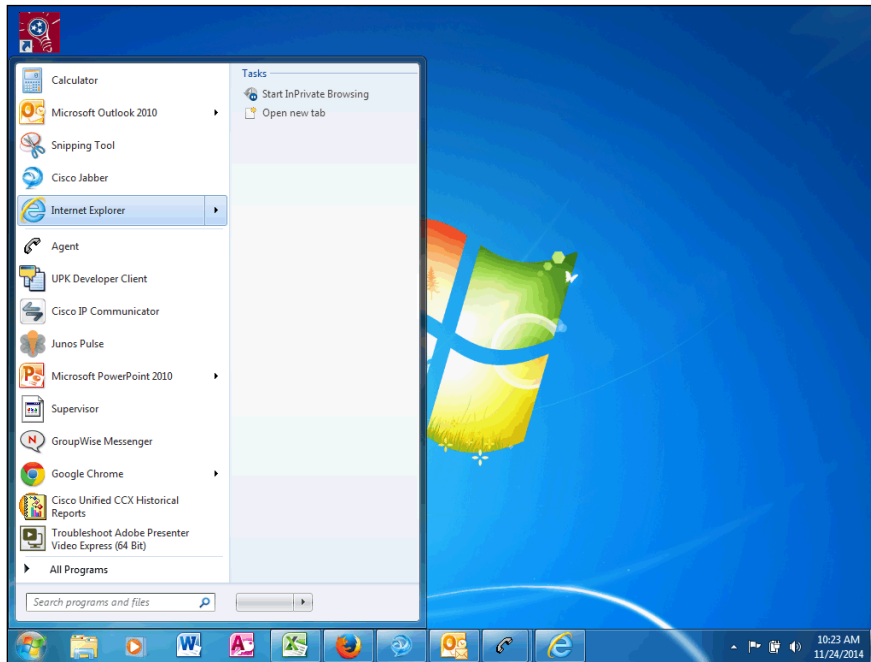 Calculator
Microsoft Outlook 2010
Snipping Tool
Cisco Jabber
Internet Explorer
Agent
UPK Developer Client
Cisco IP Communicator
Junos Pulse
Microsoft PowerPoint 2010
Supervisor
GroupWise Messenger
Google Chrome
Cisco Unified CCX Historical
Reports
Troubleshoot Adobe Presenter
Video Express (64 Bit)
All Programs
Search programs and files
Tasks
Start InPrivate Browsing
Open new tab
10:23 AM
11/24/2014